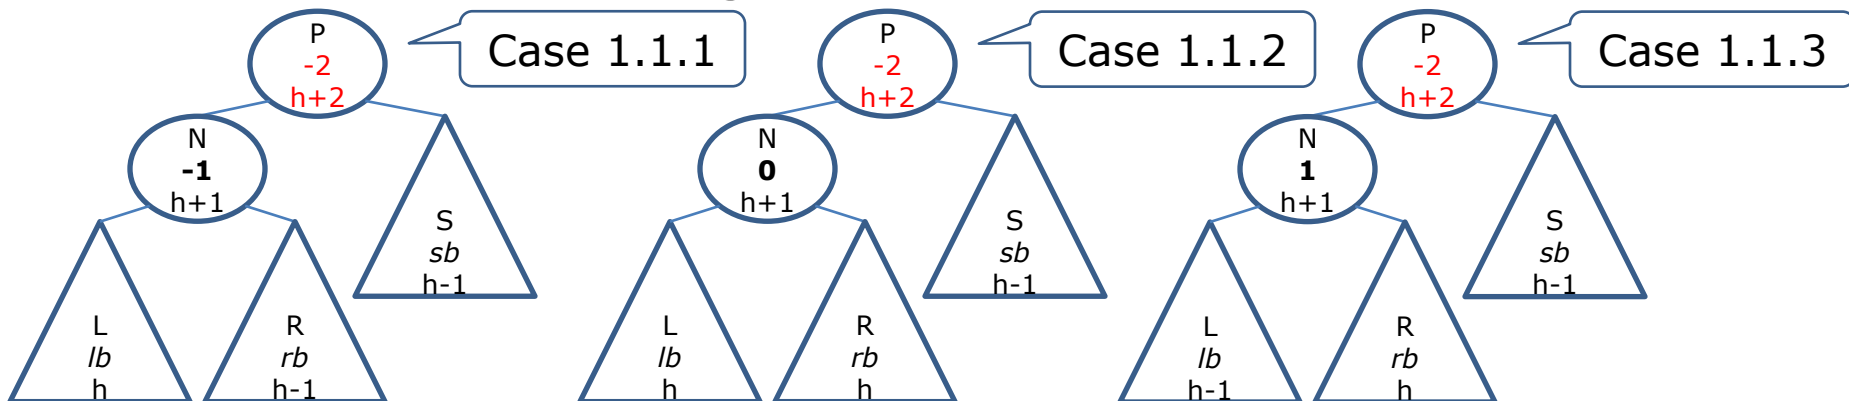 P
-2
h+2
Case 1.1.1
N
-1
h+1
S
sb
h-1
L
lb
h
R
rb
h-1
P
-2
h+2
Case 1.1.2
N
0
h+1
S
sb
h-1
L
lb
h
R
rb
h
P
-2
h+2
Case 1.1.3
N
1
h+1
S
sb
h-1
L
lb
h-1
R
rb
h